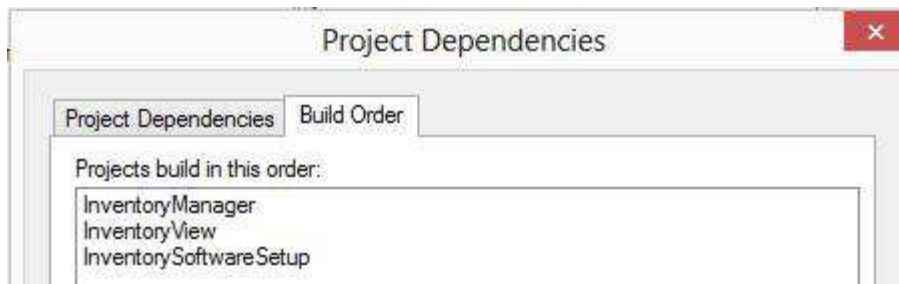 Project Dependencies
Project Dependencies Build Order
Projects build in this order:
InventoryManager
InventoryView
InventorySoftwareSetup